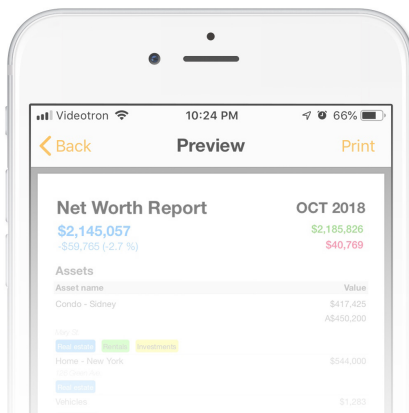 Videotron 10:24 PM 66%
Back Preview Print
Net Worth Report OCT 2018
$2,145,057 $2,185,826
-$59,765 (-2.7 %) $40,769
Assets
Asset name Value
Condo - Sidney $417,425
A$450,200
Real estate Rentals Investments
Home - New York $544,000
Real estate
Vehicles $1,283